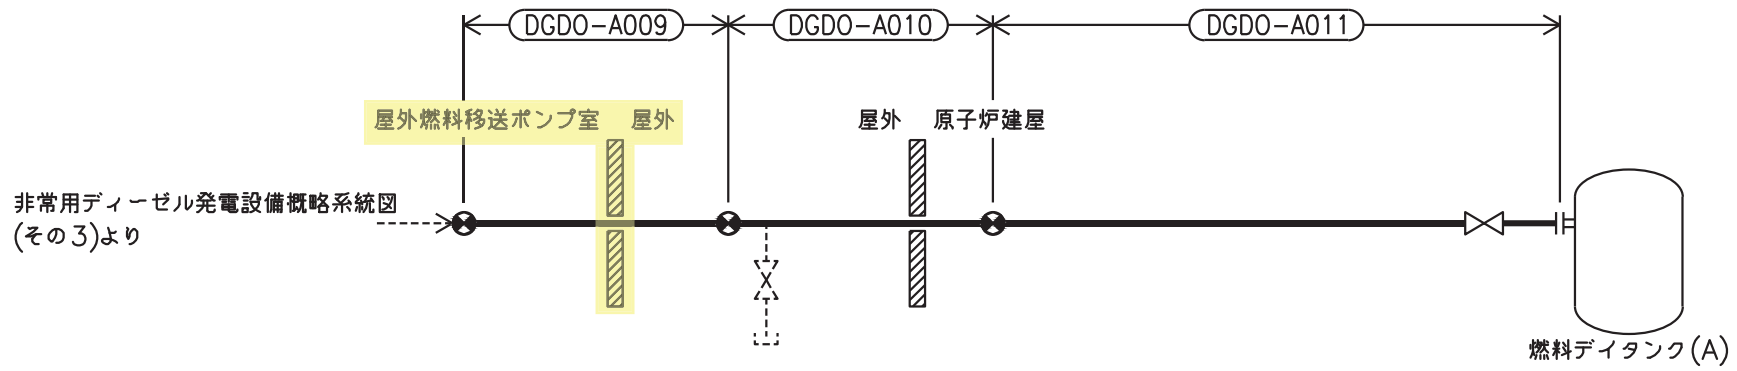 DGDO-A009 DGDO-A010 DGDO-A011
屋外燃料移送ポンプ室 屋外 屋外 原子炉建屋
非常用ディーゼル発電設備概略系統図
(その3)より
燃料デイタンク(A)